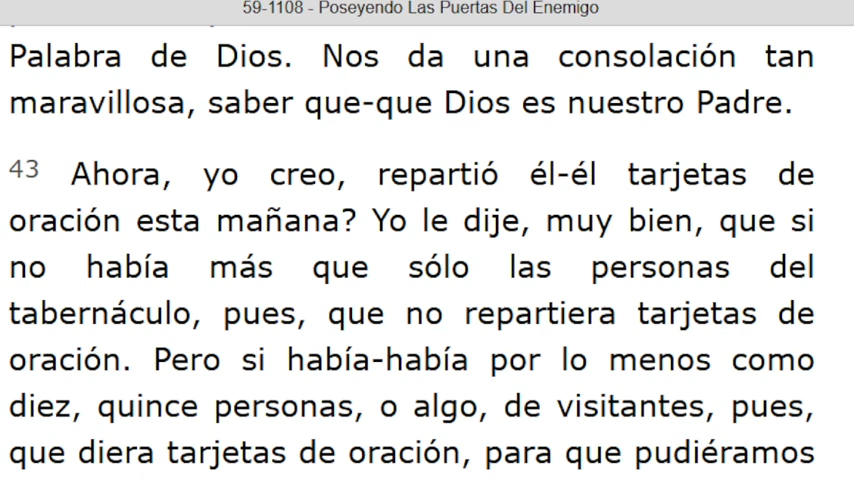 59-1108 - Poseyendo Las Puertas Del Enemigo
Palabra de Dios. Nos da una consolación tan
maravillosa, saber que-que Dios es nuestro Padre.
43 Ahora, yo creo, repartió él-él tarjetas de
oración esta mañana? Yo le dije, muy bien, que si
no había más que sólo las personas del
tabernáculo, pues, que no repartiera tarjetas de
oración. Pero si había-había por lo menos como
diez, quince personas, o algo, de visitantes, pues,
que diera tarjetas de oración, para que pudiéramos